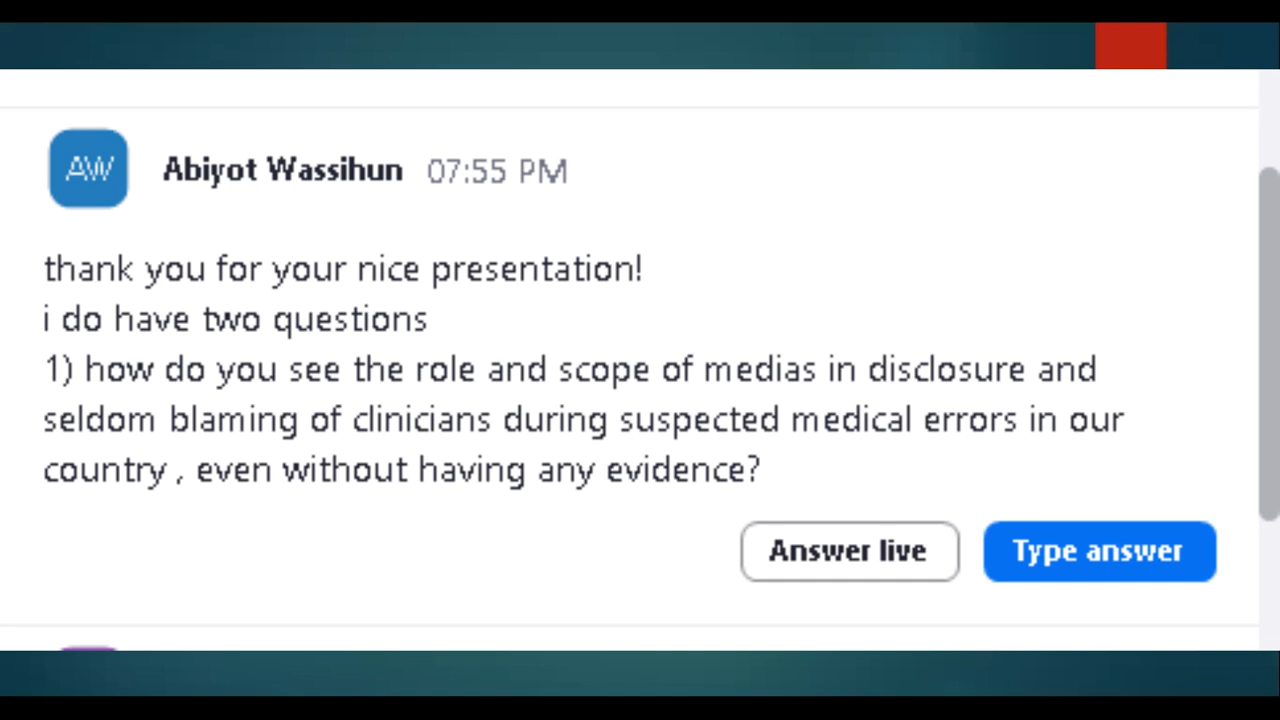 AW
Abiyot Wassihun 07:55 PM
thank you for your nice presentation!
i do have two questions
1) how do you see the role and scope of medias in disclosure and
seldom blaming of clinicians during suspected medical errors in our
country , even without having any evidence?
Answer live Type answer